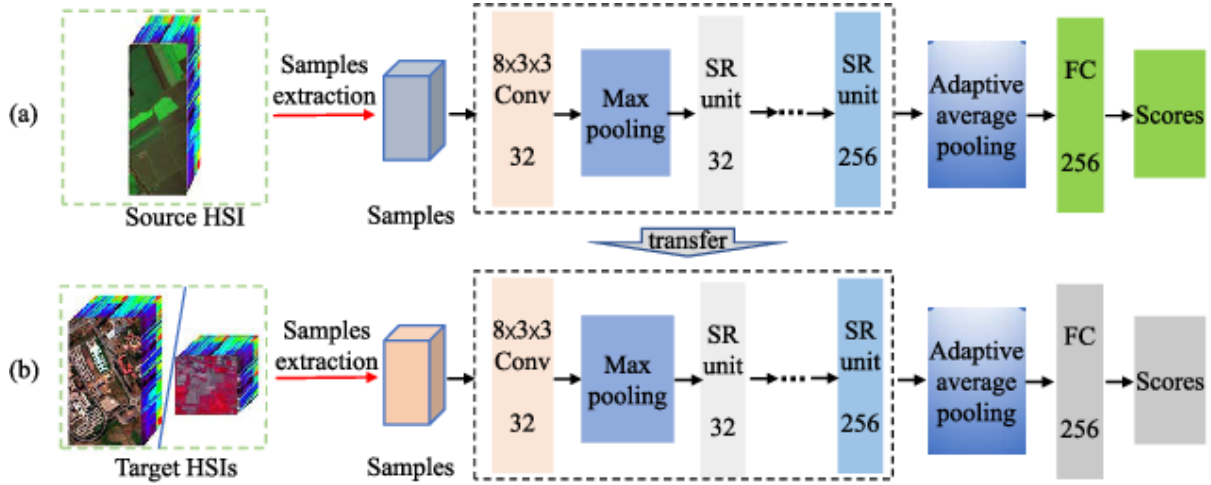 (a)
Source HSI
Samples
extraction
Samples
8x3x3
Conv
32
Max
pooling
SR
unit
32
SR
unit
256
Adaptive
average
pooling
FC
256
Scores
transfer
(b)
Target HSIs
Samples
extraction
Samples
8x3x3
Conv
32
Max
pooling
SR
unit
32
SR
unit
256
Adaptive
average
pooling
FC
256
Scores